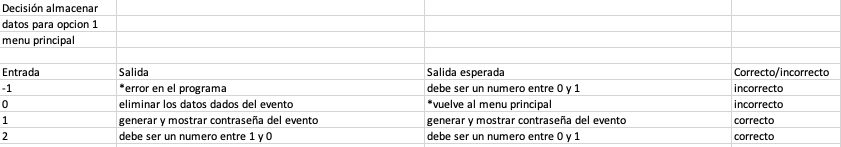 Decisión almacenar
datos para opcion 1
menu principal
Entrada Salida Salida esperada Correcto/incorrecto
-1 *error en el programa debe ser un numero entre 0 y 1 incorrecto
0 eliminar los datos dados del evento *vuelve al menu principal incorrecto
1 generar y mostrar contraseña del evento generar y mostrar contraseña del evento correcto
2 debe ser un numero entre 1 y 0 debe ser un numero entre 0 y 1 correcto